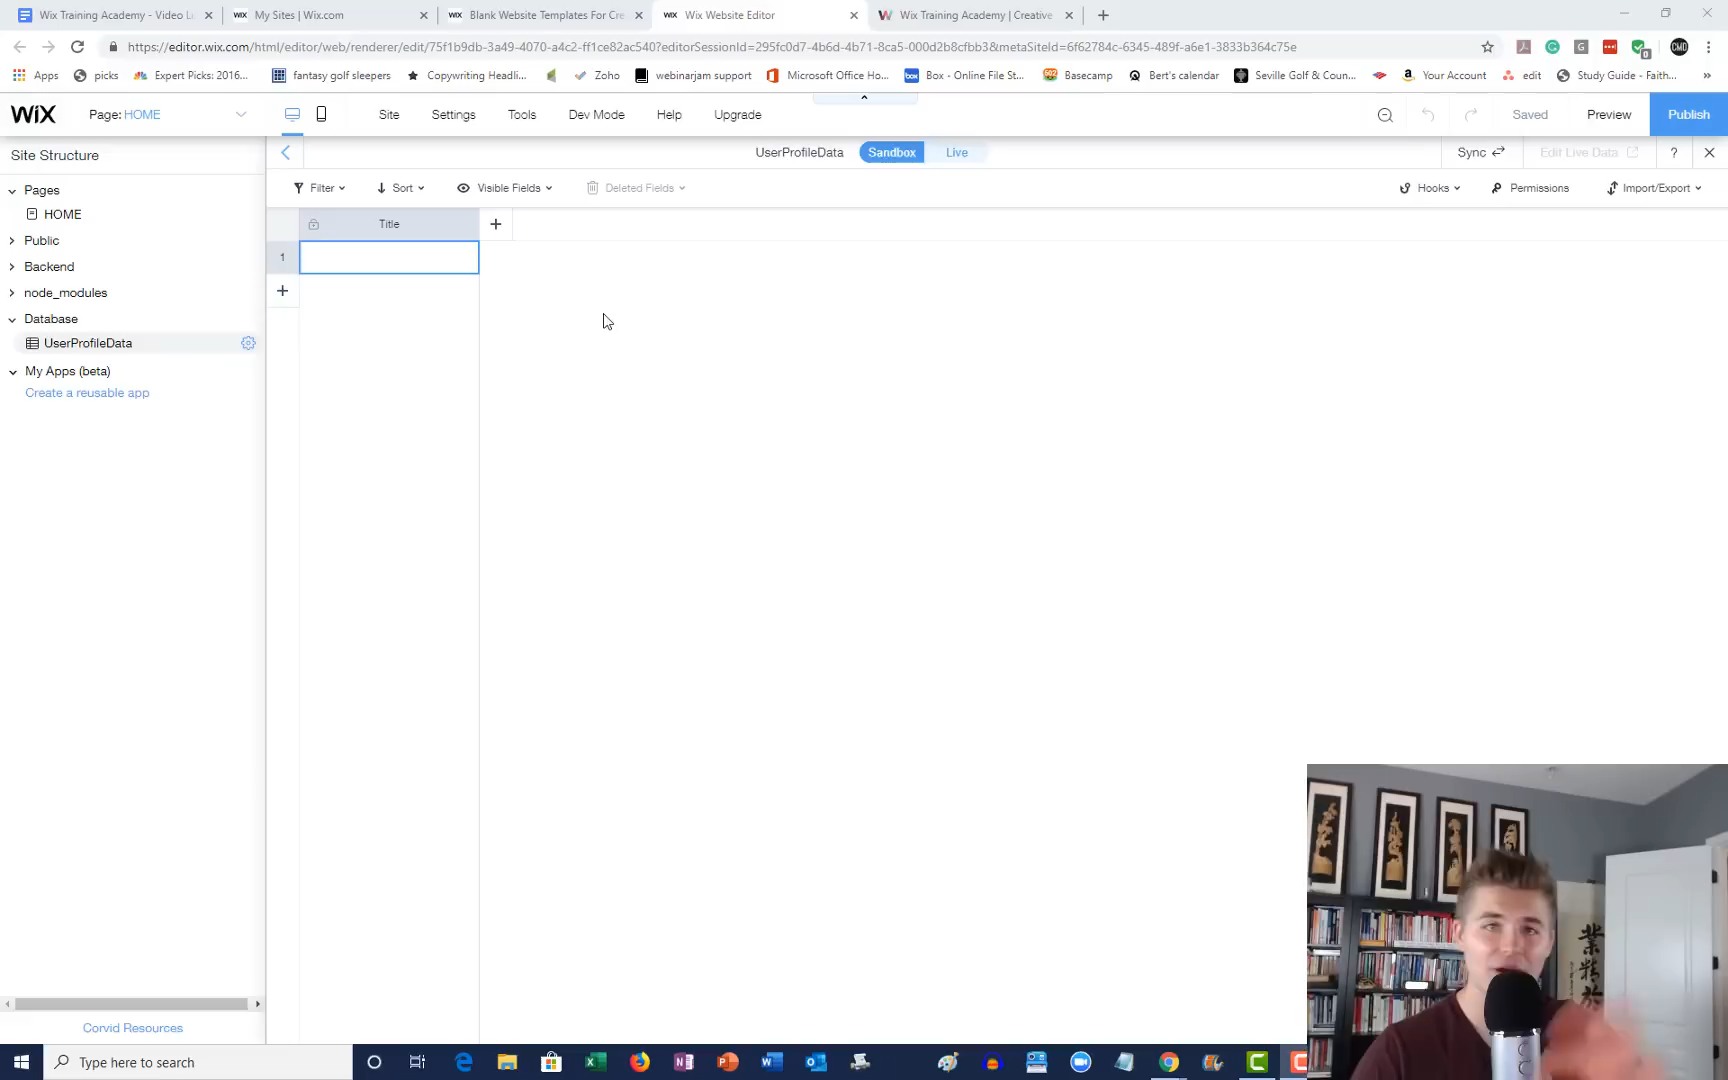 Wix Training Academy - Video L
My Sites | Wix.com
Blank Website Templates For Cre
Wix Website Editor
Wix Training Academy | Creative
https://editor.wix.com/html/editor/web/renderer/edit/75f1b9db-3a49-4070-a4c2-ff1ce82ac540?editorSessionId=295fc0d7-4b6d-4b71-8ca5-000d2b8cfbb3&metaSiteId=6f62784c-6345-489f-a6e1-3833b364c75e
Apps
picks
Expert Picks: 2016...
fantasy golf sleepers
Copywriting Headli...
Zoho
webinarjam support
Microsoft Office Ho...
Box - Online File St...
Basecamp
Bert's calendar
Seville Golf & Coun...
Your Account
edit
Study Guide - Faith...
WiX
Page: HOME
Site
Settings
Tools
Dev Mode
Help
Upgrade
Saved
Preview
Publish
Site Structure
UserProfileData
Sandbox
Live
Sync
Edit Live Data
?
Pages
Filter
Sort
Visible Fields
Deleted Fields
Hooks
Permissions
Import/Export
HOME
Title
Public
1
Backend
node_modules
Database
UserProfileData
My Apps (beta)
Create a reusable app
業精於
Corvid Resources
Type here to search